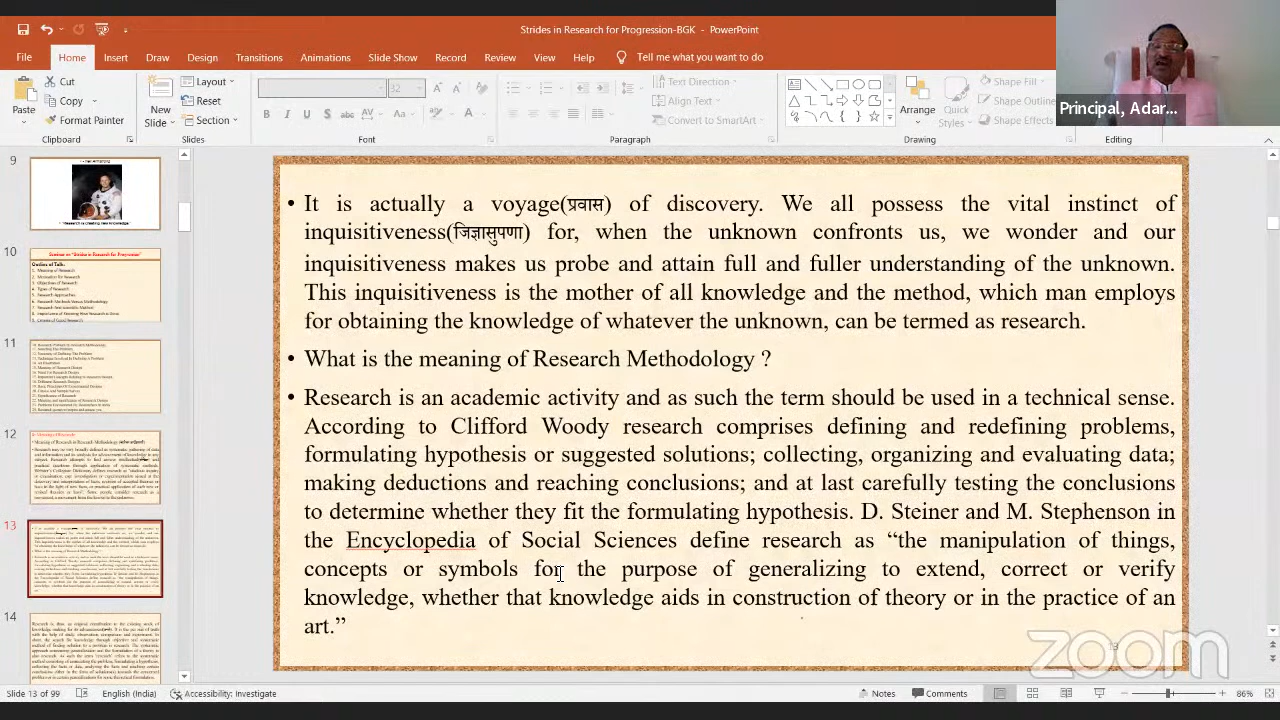 Strides in Research for Progression-BGK - PowerPoint
File Home Insert Draw Design Transitions Animations Slide Show Record Review View Help Tell me what you want to do
Paste
Cut
Copy
Format Painter
Clipboard
New Slide
Layout
Reset
Section
Slides
32
Font
Text Direction
Align Text
Convert to SmartArt
Paragraph
Arrange
Quick Styles
Shape Fill
Shape Outline
Shape Effects
Drawing
Editing
Principal, Adar...
9
10
11
12
13
14
• It is actually a voyage(प्रवास) of discovery. We all possess the vital instinct of
inquisitiveness(जिज्ञासुपणा) for, when the unknown confronts us, we wonder and our
inquisitiveness makes us probe and attain full and fuller understanding of the unknown.
This inquisitiveness is the mother of all knowledge and the method, which man employs
for obtaining the knowledge of whatever the unknown, can be termed as research.
• What is the meaning of Research Methodology ?
• Research is an academic activity and as such the term should be used in a technical sense.
According to Clifford Woody research comprises defining and redefining problems,
formulating hypothesis or suggested solutions; collecting, organizing and evaluating data;
making deductions and reaching conclusions; and at last carefully testing the conclusions
to determine whether they fit the formulating hypothesis. D. Steiner and M. Stephenson in
the Encyclopedia of Social Sciences define research as “the manipulation of things,
concepts or symbols for the purpose of generalizing to extend, correct or verify
knowledge, whether that knowledge aids in construction of theory or in the practice of an
art.”
13
zoom
Slide 13 of 99 English (India) Accessibility: Investigate Notes Comments 86%